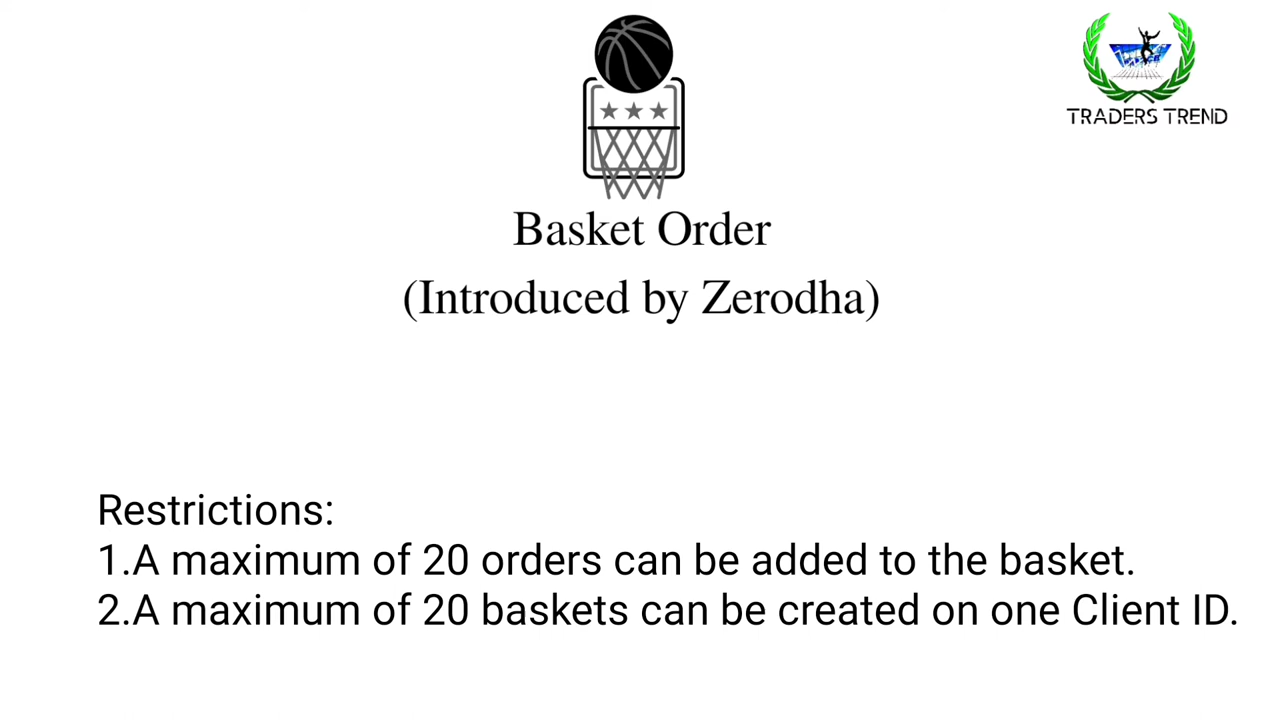 TRADERS TREND
Basket Order
(Introduced by Zerodha)
Restrictions:
1.A maximum of 20 orders can be added to the basket.
2.A maximum of 20 baskets can be created on one Client ID.